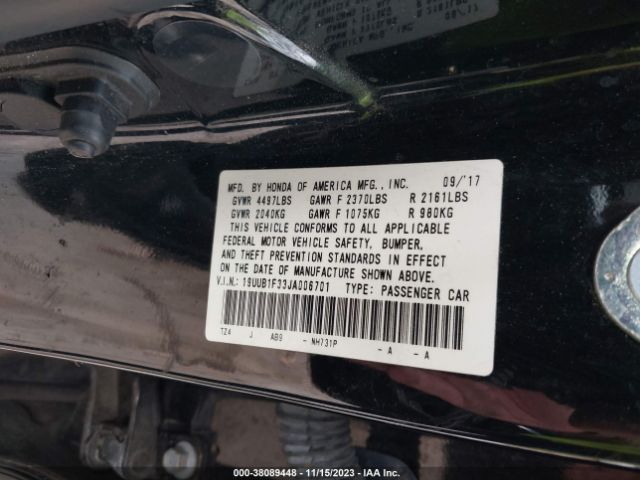 MFD. BY HONDA OF AMERICA MFG., INC. 09/'17
GVWR 4497LBS GAWR F 2370LBS R 2161LBS
GVWR 2040KG GAWR F 1075KG R 980KG
THIS VEHICLE CONFORMS TO ALL APPLICABLE
FEDERAL MOTOR VEHICLE SAFETY, BUMPER,
AND THEFT PREVENTION STANDARDS IN EFFECT
ON THE DATE OF MANUFACTURE SHOWN ABOVE.
V.I.N.: 19UUB1F33JA006701 TYPE: PASSENGER CAR
TZ4 J AB9 - NH731P - A - A
000-38089448 - 11/15/2023 - IAA Inc.